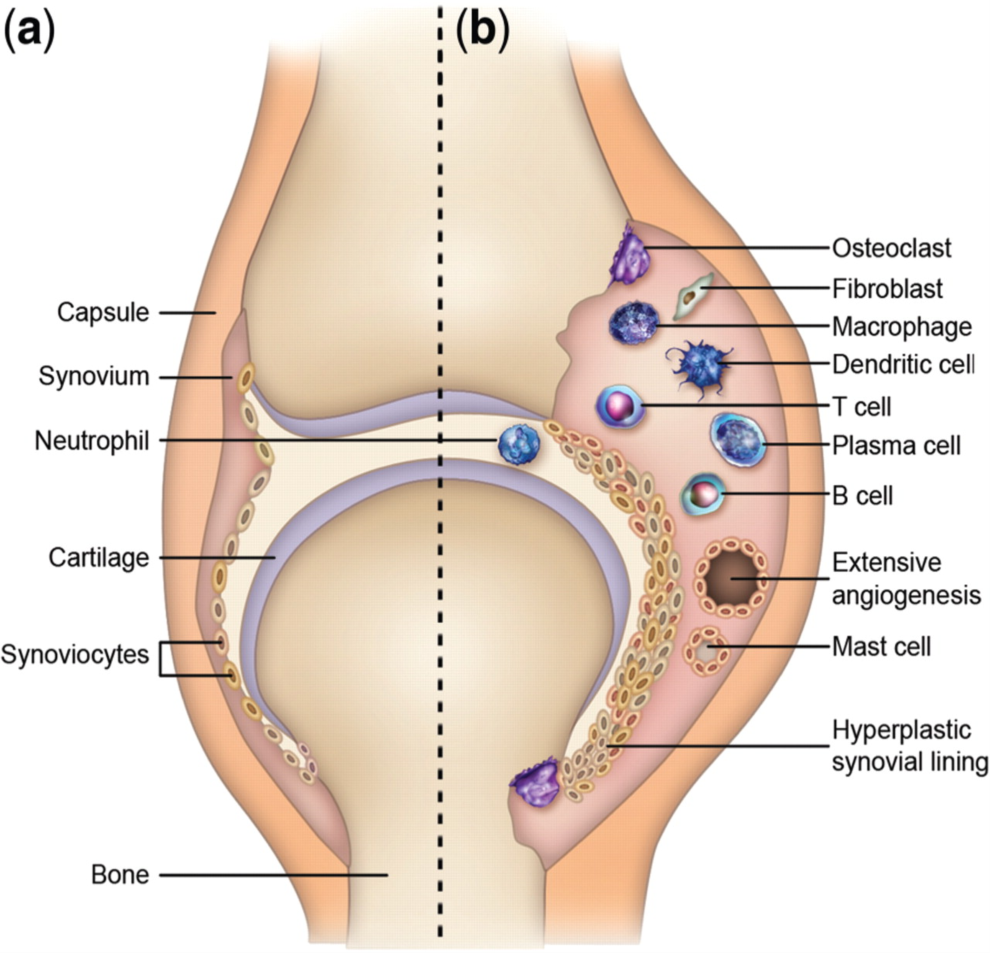 (a)
(b)
Capsule
Synovium
Neutrophil
Cartilage
Synoviocytes
Bone
Osteoclast
Fibroblast
Macrophage
Dendritic cell
T cell
Plasma cell
B cell
Extensive
angiogenesis
Mast cell
Hyperplastic
synovial lining